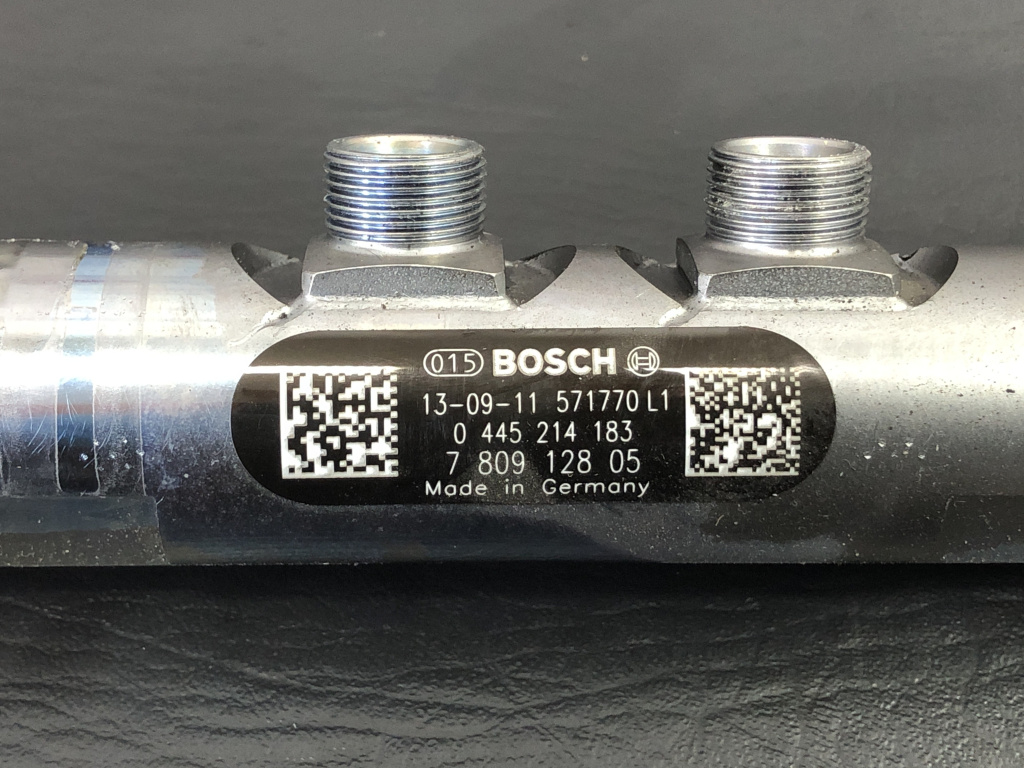 015 BOSCH
13-09-11 571770 L1
0 445 214 183
7 809 128 05
Made in Germany